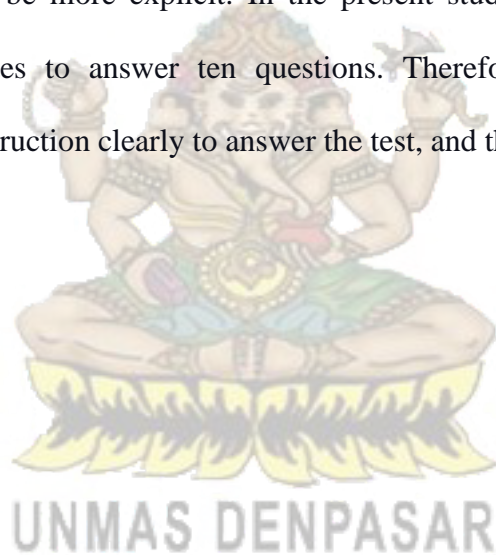 be more explicit. In the present stud
es to answer ten questions. Therefo
ruction clearly to answer the test, and th
UNMAS DENPASAR